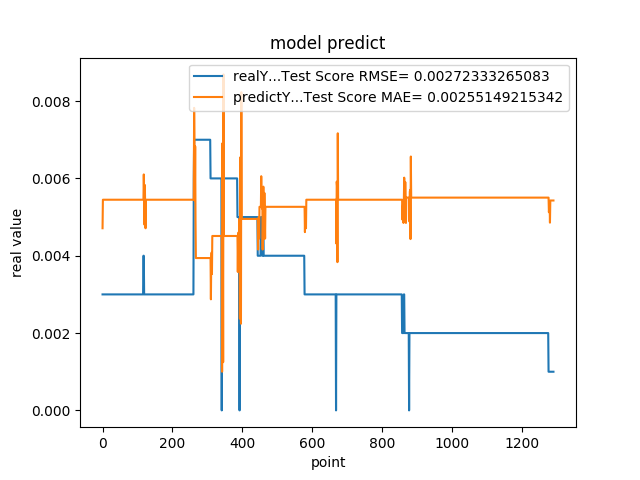 model predict
realY...Test Score RMSE= 0.00272333265083
predictY...Test Score MAE= 0.00255149215342
real value
0.008
0.006
0.004
0.002
0.000
0 200 400 600 800 1000 1200
point